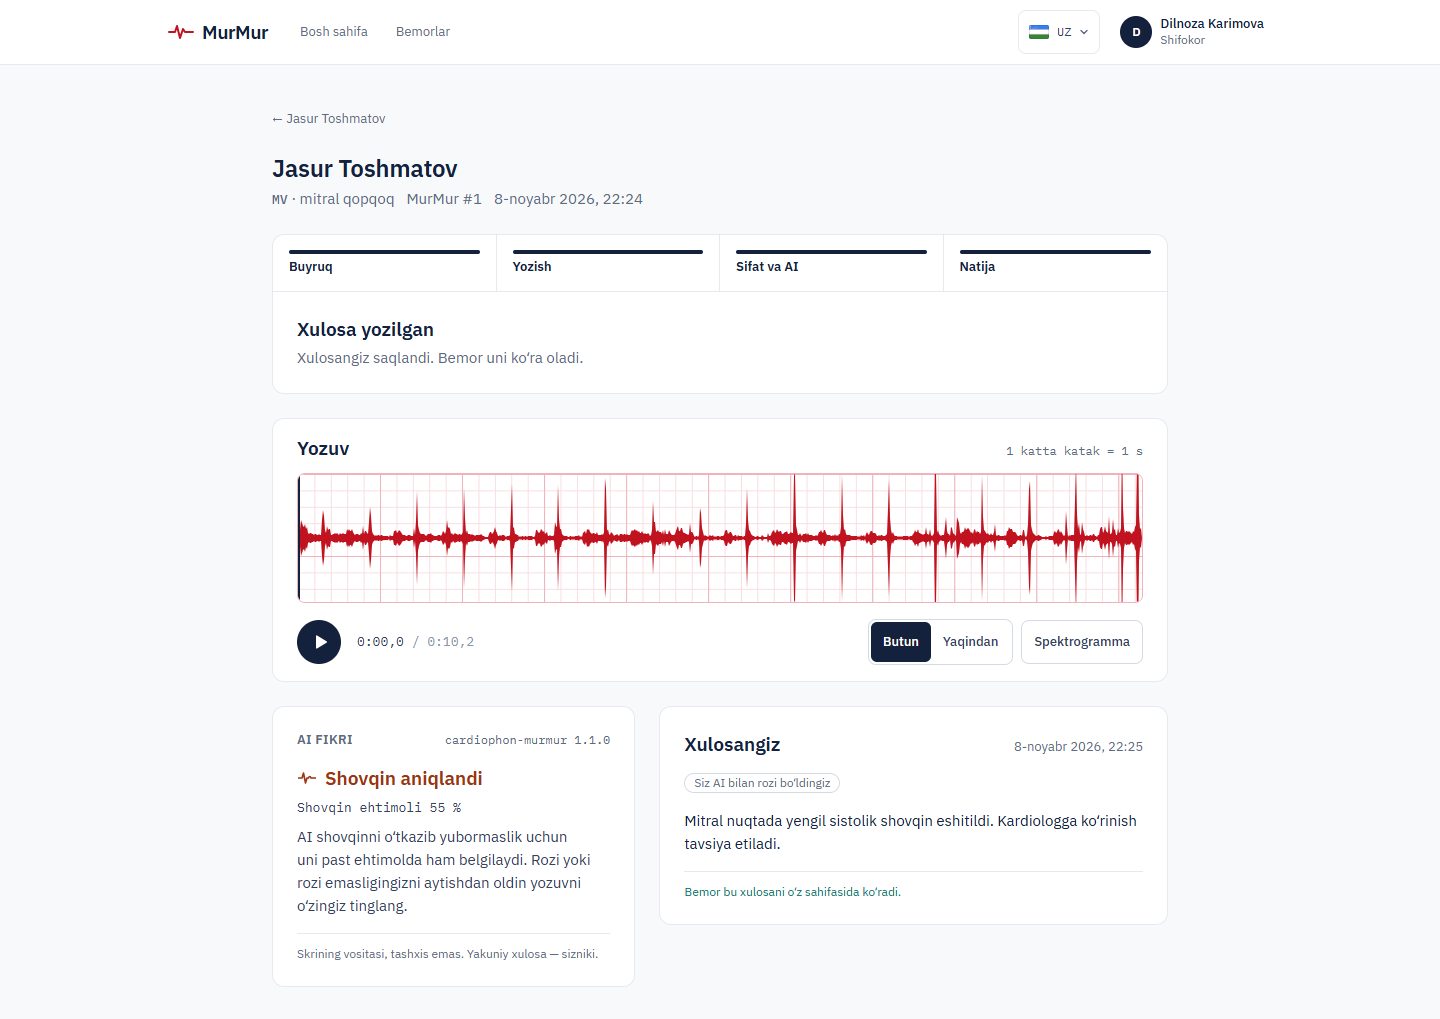 MurMur
Bosh sahifa
Bemorlar
UZ
D
Dilnoza Karimova
Shifokor
← Jasur Toshmatov
Jasur Toshmatov
MV · mitral qopqoq MurMur #1 8-noyabr 2026, 22:24
Buyruq
Yozish
Sifat va AI
Natija
Xulosa yozilgan
Xulosangiz saqlandi. Bemor uni koʻra oladi.
Yozuv
1 katta katak = 1 s
0:00,0 / 0:10,2
Butun
Yaqindan
Spektrogramma
AI FIKRI
cardiophon-murmur 1.1.0
Shovqin aniqlandi
Shovqin ehtimoli 55 %
AI shovqinni oʻtkazib yubormaslik uchun
uni past ehtimolda ham belgilaydi. Rozi yoki
rozi emasligingizni aytishdan oldin yozuvni
oʻzingiz tinglang.
Skrining vositasi, tashxis emas. Yakuniy xulosa — sizniki.
Xulosangiz
8-noyabr 2026, 22:25
Siz AI bilan rozi boʻldingiz
Mitral nuqtada yengil sistolik shovqin eshitildi. Kardiologga koʻrinish
tavsiya etiladi.
Bemor bu xulosani oʻz sahifasida koʻradi.